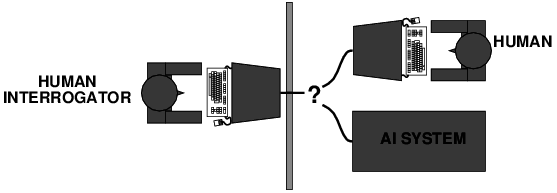 HUMAN
HUMAN
INTERROGATOR
?
AI SYSTEM